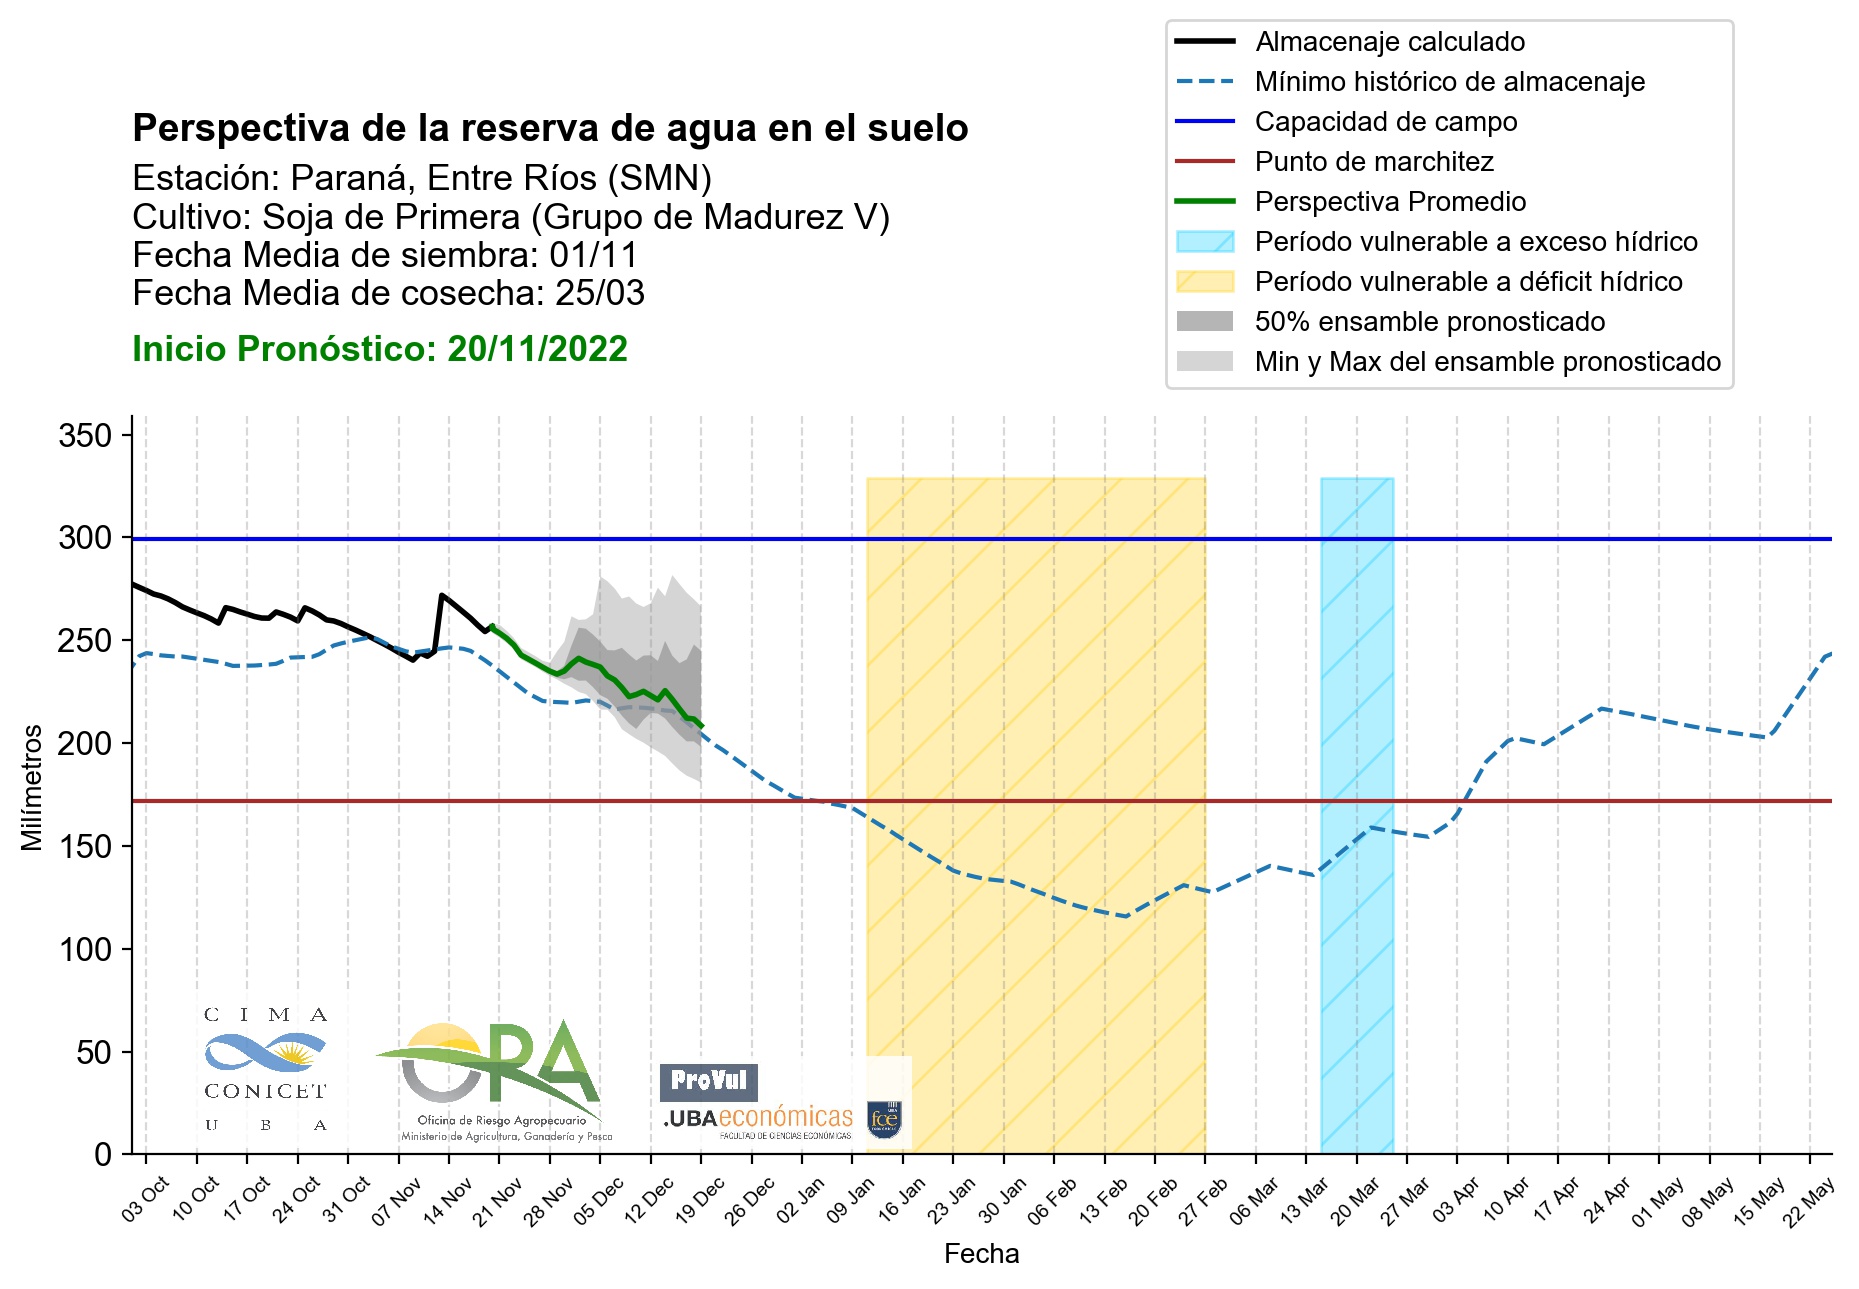 Almacenaje calculado
Mínimo histórico de almacenaje
Capacidad de campo
Punto de marchitez
Perspectiva Promedio
Período vulnerable a exceso hídrico
Período vulnerable a déficit hídrico
50% ensamble pronosticado
Min y Max del ensamble pronosticado
Perspectiva de la reserva de agua en el suelo
Estación: Paraná, Entre Ríos (SMN)
Cultivo: Soja de Primera (Grupo de Madurez V)
Fecha Media de siembra: 01/11
Fecha Media de cosecha: 25/03
Inicio Pronóstico: 20/11/2022
Milímetros
350
300
250
200
150
100
50
0
CIMA
CONICET
UBA
ORA
Oficina de Riesgo Agropecuario
Ministerio de Agricultura, Ganadería y Pesca
ProVul
.UBAeconómicas
FACULTAD DE CIENCIAS ECONÓMICAS
UBA
fce
ECONÓMICAS
03 Oct
10 Oct
17 Oct
24 Oct
31 Oct
07 Nov
14 Nov
21 Nov
28 Nov
05 Dec
12 Dec
19 Dec
26 Dec
02 Jan
09 Jan
16 Jan
23 Jan
30 Jan
06 Feb
13 Feb
20 Feb
27 Feb
06 Mar
13 Mar
20 Mar
27 Mar
03 Apr
10 Apr
17 Apr
24 Apr
01 May
08 May
15 May
22 May
Fecha